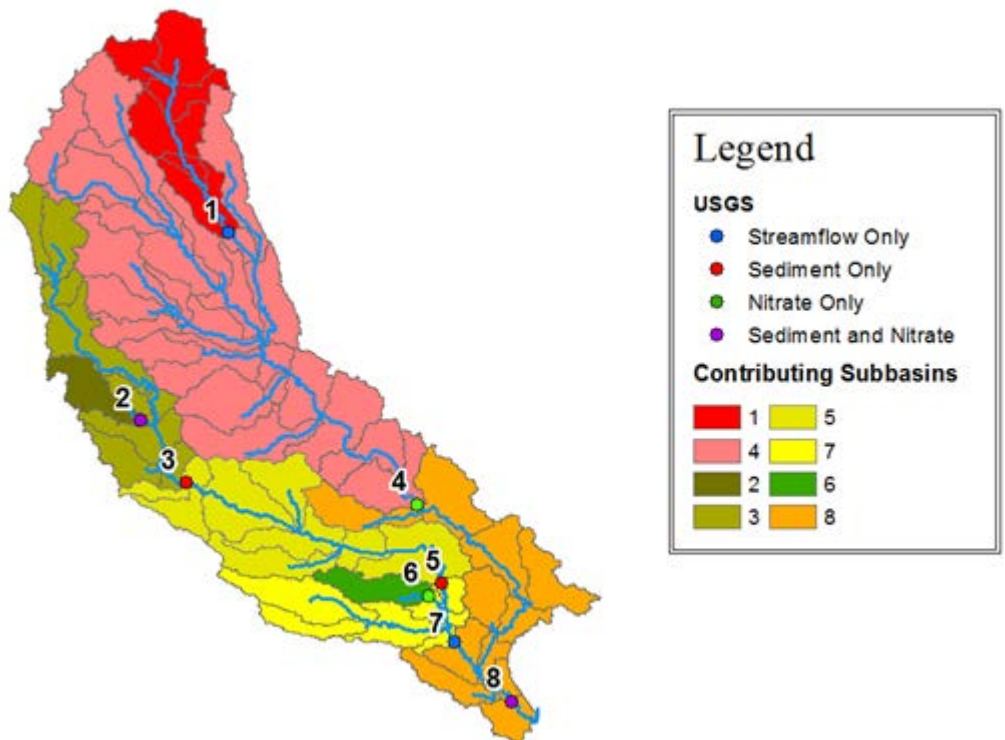 1
2
3
4
5
6
7
8
Legend
USGS
Streamflow Only
Sediment Only
Nitrate Only
Sediment and Nitrate
Contributing Subbasins
1 5
4 7
2 6
3 8